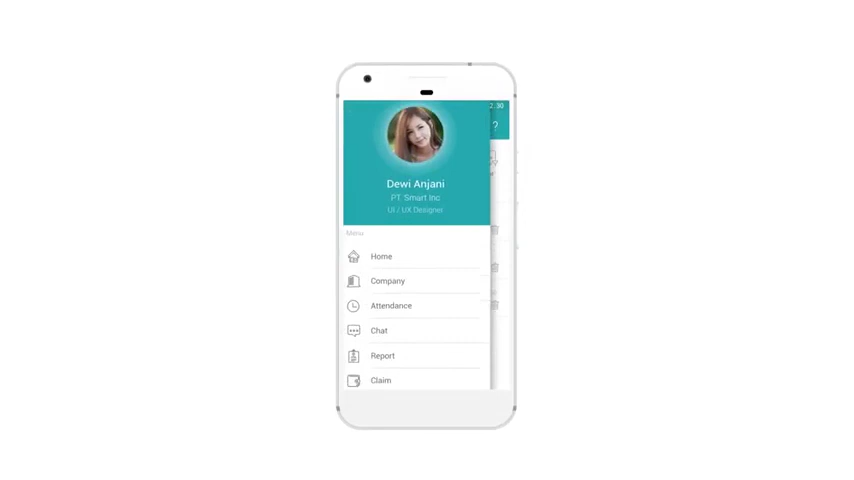 2.30
?
Dewi Anjani
PT. Smart Inc
UI / UX Designer
Menu
Home
Company
Attendance
Chat
Report
Claim